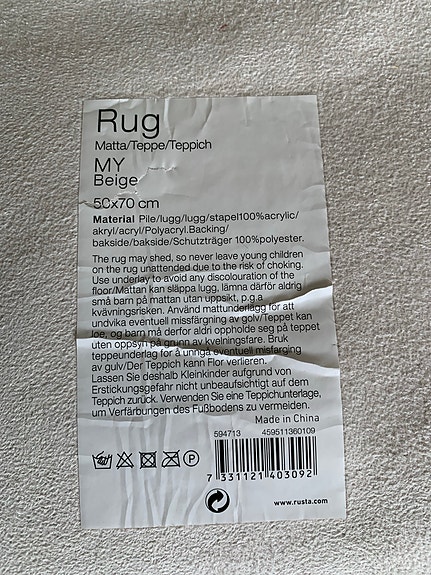 Rug
Matta/Teppe/Teppich
MY
Beige
50x70 cm
Material Pile/lugg/lugg/stapel100%acrylic/
akryl/acryl/Polyacryl.Backing/
bakside/bakside/Schutzträger 100%polyester.
The rug may shed, so never leave young children
on the rug unattended due to the risk of choking.
Use underlay to avoid any discolouration of the
floor/Mattan kan släppa lugg, lämna därför aldrig
små barn på mattan utan uppsikt, p.g.a
kvävningsrisken. Använd mattunderlägg för att
undvika eventuell missfärgning av golv/Teppet kan
loe, og barn må derfor aldri oppholde seg på teppet
uten oppsyn på grunn av kvelningsfare. Bruk
teppeunderlag for å unngå eventuell misfarging
av gulv/Der Teppich kann Flor verlieren.
Lassen Sie deshalb Kleinkinder aufgrund von
Erstickungsgefahr nicht unbeaufsichtigt auf dem
Teppich zurück. Verwenden Sie eine Teppichunterlage,
um Verfärbungen des Fußbodens zu vermeiden.
Made in China
594713 459511360109
7 331121 403092
P
www.rusta.com